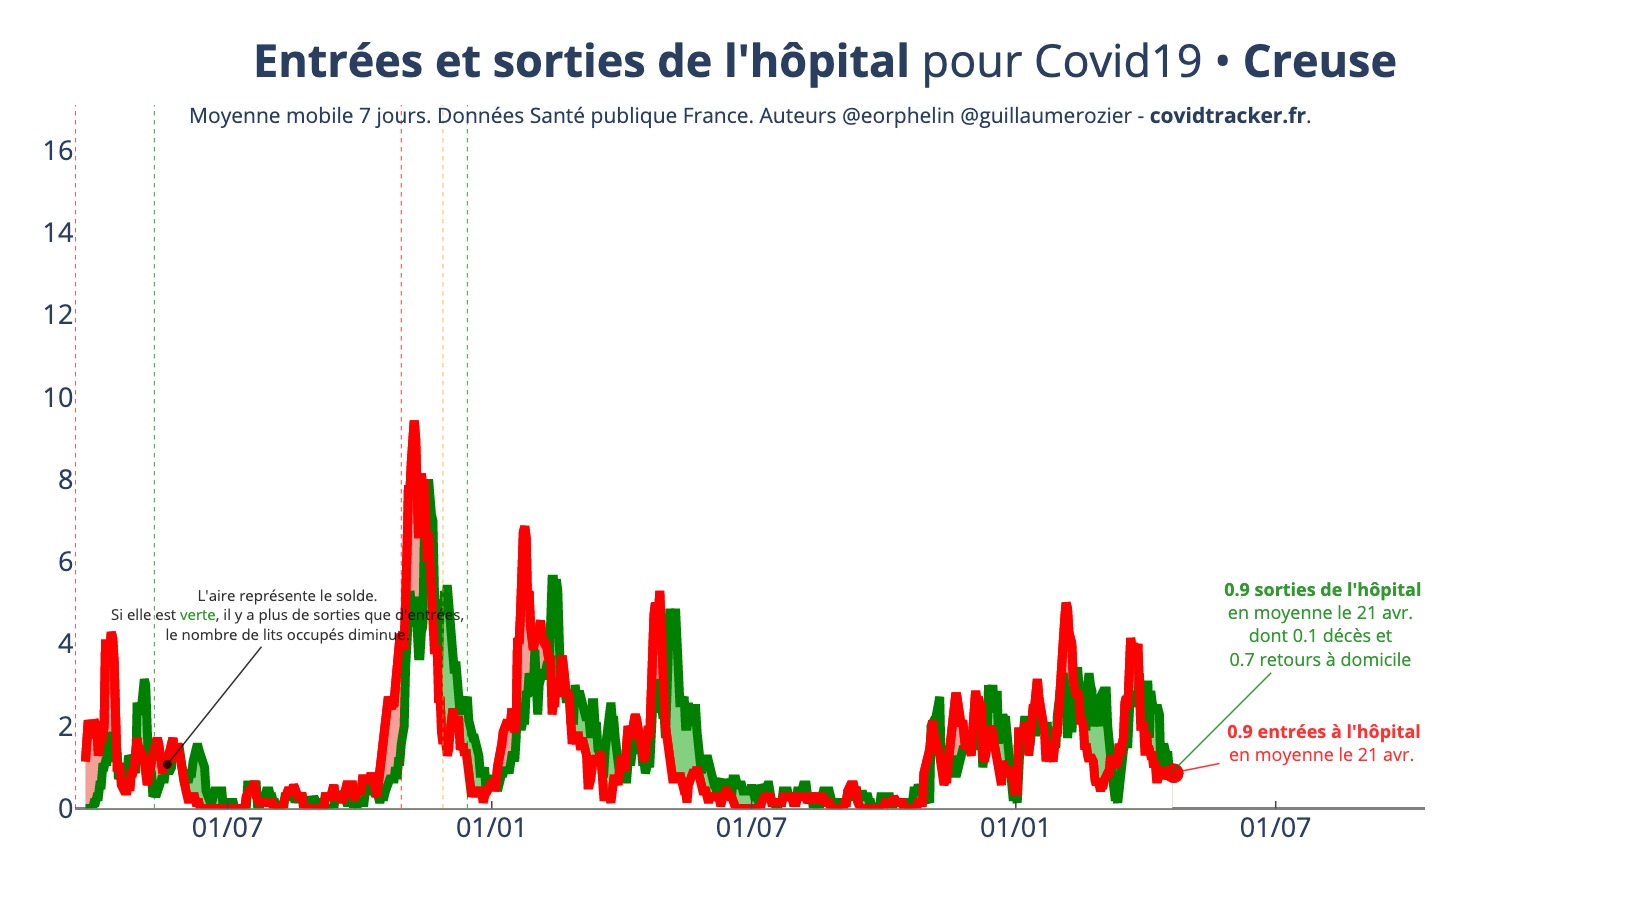 Entrées et sorties de l'hôpital pour Covid19 • Creuse
Moyenne mobile 7 jours. Données Santé publique France. Auteurs @eorphelin @guillaumerozier - covidtracker.fr.
16
14
12
10
8
6
4
2
0
L'aire représente le solde.
Si elle est verte, il y a plus de sorties que d'entrées,
le nombre de lits occupés diminue.
0.9 sorties de l'hôpital
en moyenne le 21 avr.
dont 0.1 décès et
0.7 retours à domicile
0.9 entrées à l'hôpital
en moyenne le 21 avr.
01/07
01/01
01/07
01/01
01/07